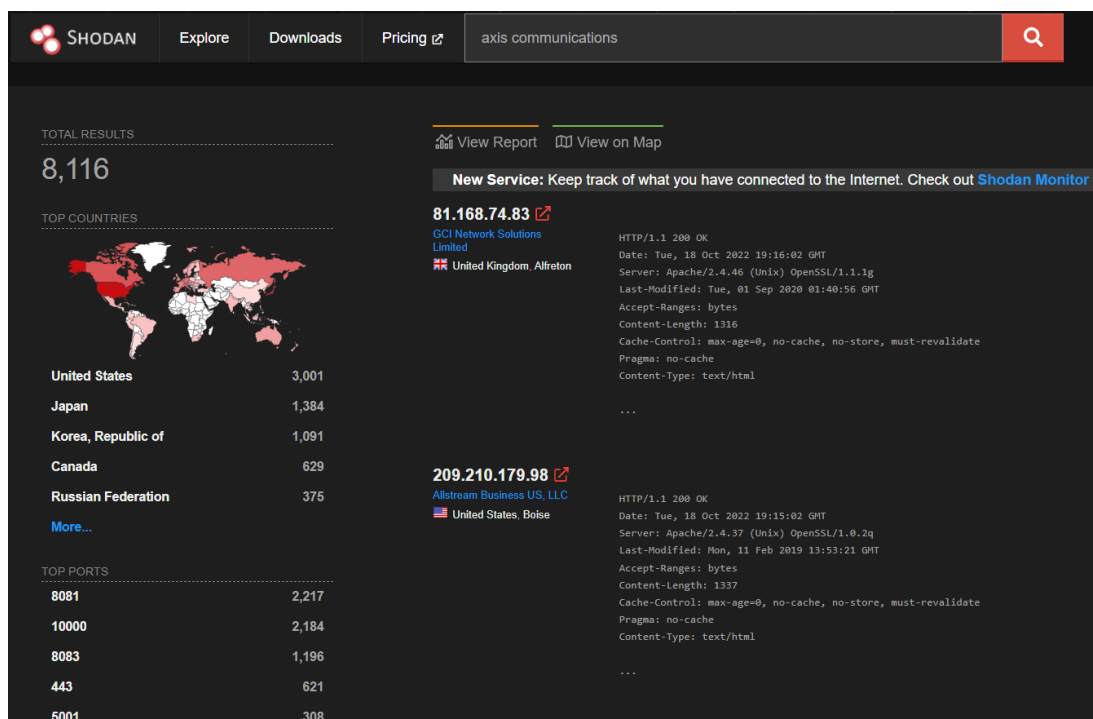 SHODAN Explore Downloads Pricing axis communications
TOTAL RESULTS
8,116
TOP COUNTRIES
United States 3,001
Japan 1,384
Korea, Republic of 1,091
Canada 629
Russian Federation 375
More...
TOP PORTS
8081 2,217
10000 2,184
8083 1,196
443 621
5001 308
View Report View on Map
New Service: Keep track of what you have connected to the Internet. Check out Shodan Monitor
81.168.74.83
GCI Network Solutions
Limited
United Kingdom, Alfreton
HTTP/1.1 200 OK
Date: Tue, 18 Oct 2022 19:16:02 GMT
Server: Apache/2.4.46 (Unix) OpenSSL/1.1.1g
Last-Modified: Tue, 01 Sep 2020 01:40:56 GMT
Accept-Ranges: bytes
Content-Length: 1316
Cache-Control: max-age=0, no-cache, no-store, must-revalidate
Pragma: no-cache
Content-Type: text/html
...
209.210.179.98
Allstream Business US, LLC
United States, Boise
HTTP/1.1 200 OK
Date: Tue, 18 Oct 2022 19:15:02 GMT
Server: Apache/2.4.37 (Unix) OpenSSL/1.0.2q
Last-Modified: Mon, 11 Feb 2019 13:53:21 GMT
Accept-Ranges: bytes
Content-Length: 1337
Cache-Control: max-age=0, no-cache, no-store, must-revalidate
Pragma: no-cache
Content-Type: text/html
...